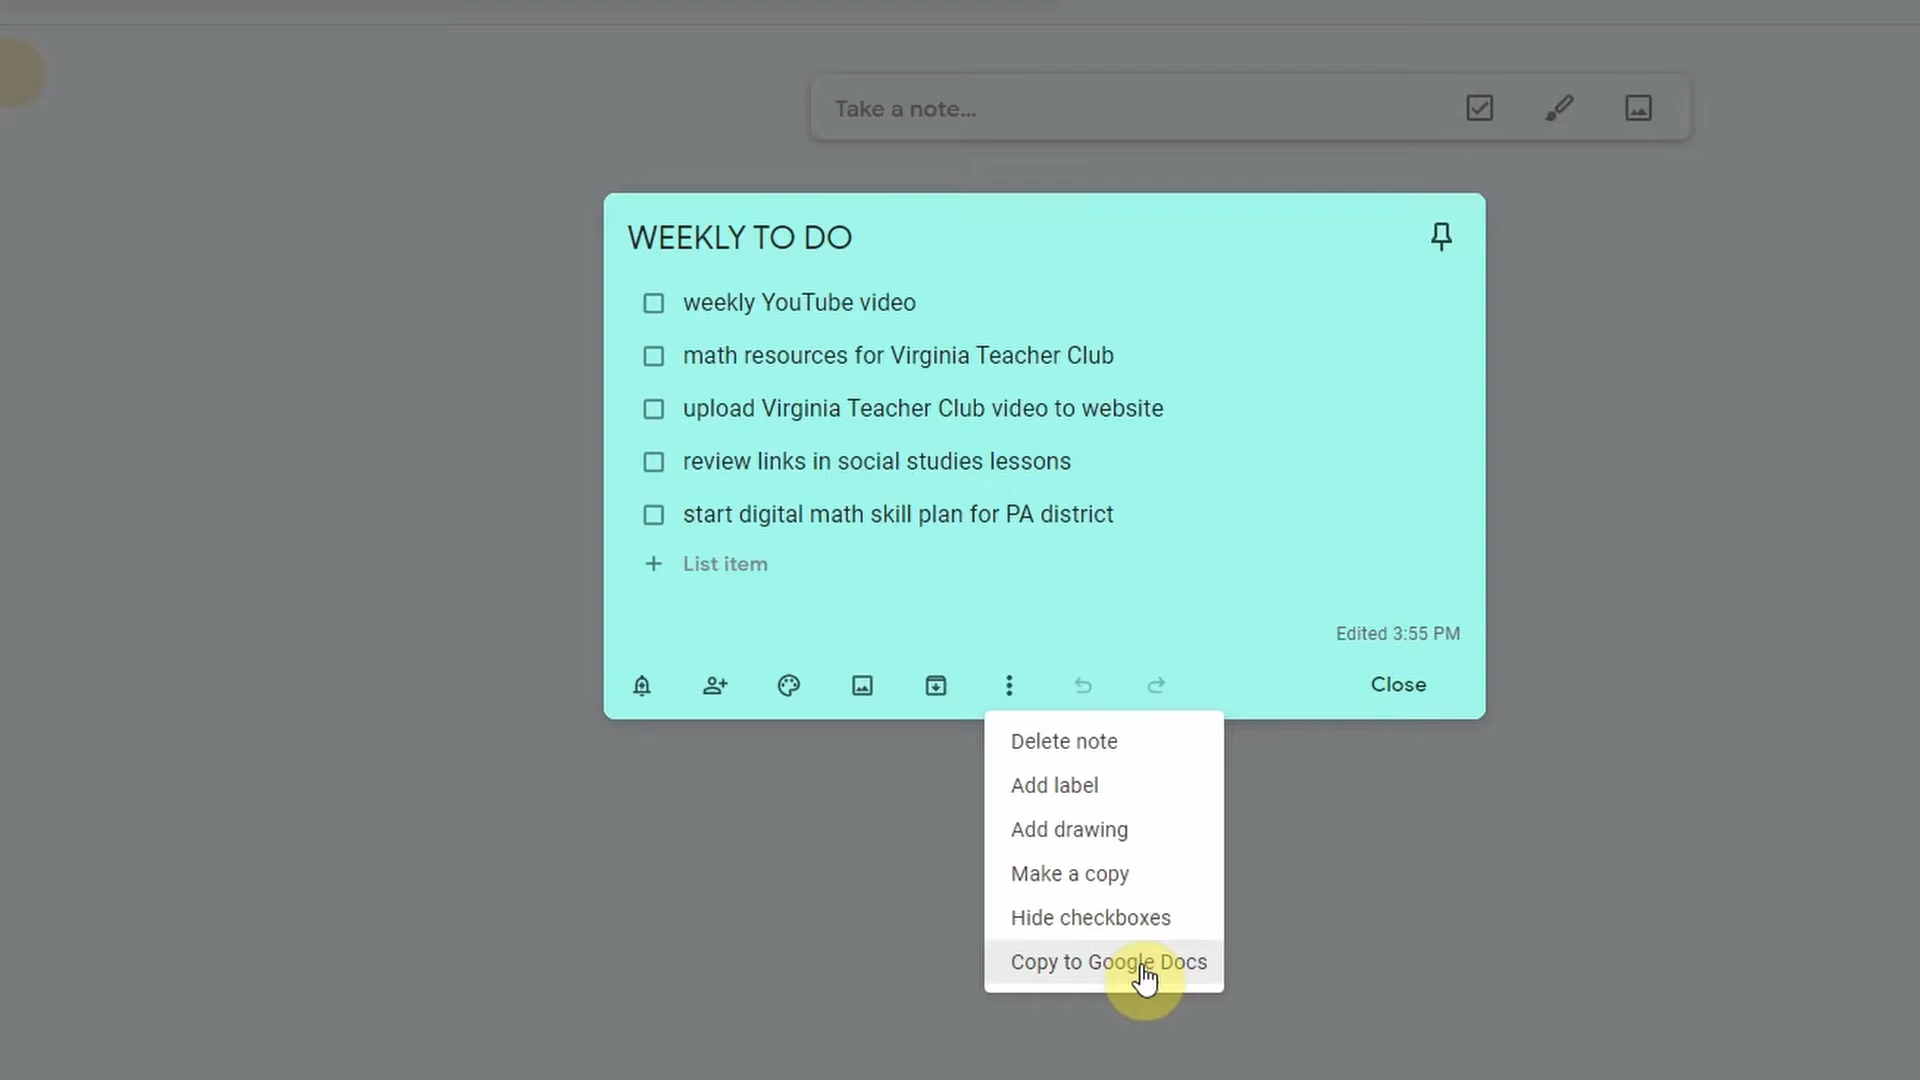 Take a note...
WEEKLY TO DO
weekly YouTube video
math resources for Virginia Teacher Club
upload Virginia Teacher Club video to website
review links in social studies lessons
start digital math skill plan for PA district
+ List item
Edited 3:55 PM
Close
Delete note
Add label
Add drawing
Make a copy
Hide checkboxes
Copy to Google Docs